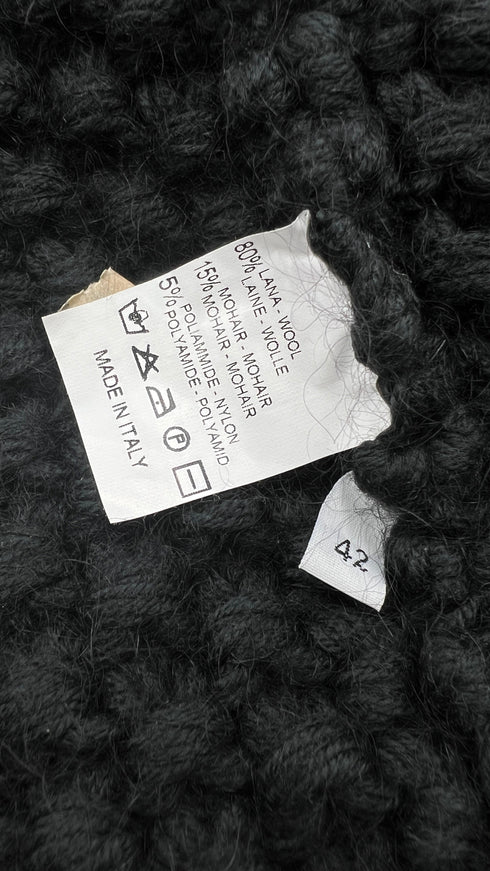 80% LANA - WOOL
LAINE - WOLLE
15% MOHAIR - MOHAIR
MOHAIR - MOHAIR
5% POLIAMMIDE - NYLON
POLYAMIDE - POLYAMID
P
MADE IN ITALY
42